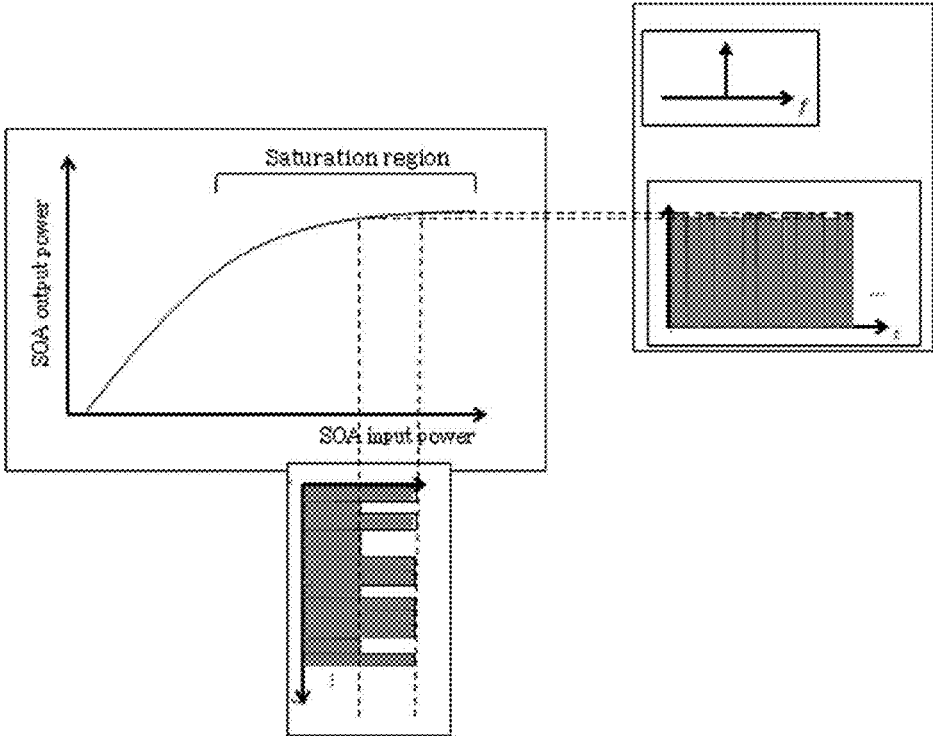 f
Saturation region
SOA output power
...
t
SOA input power
...